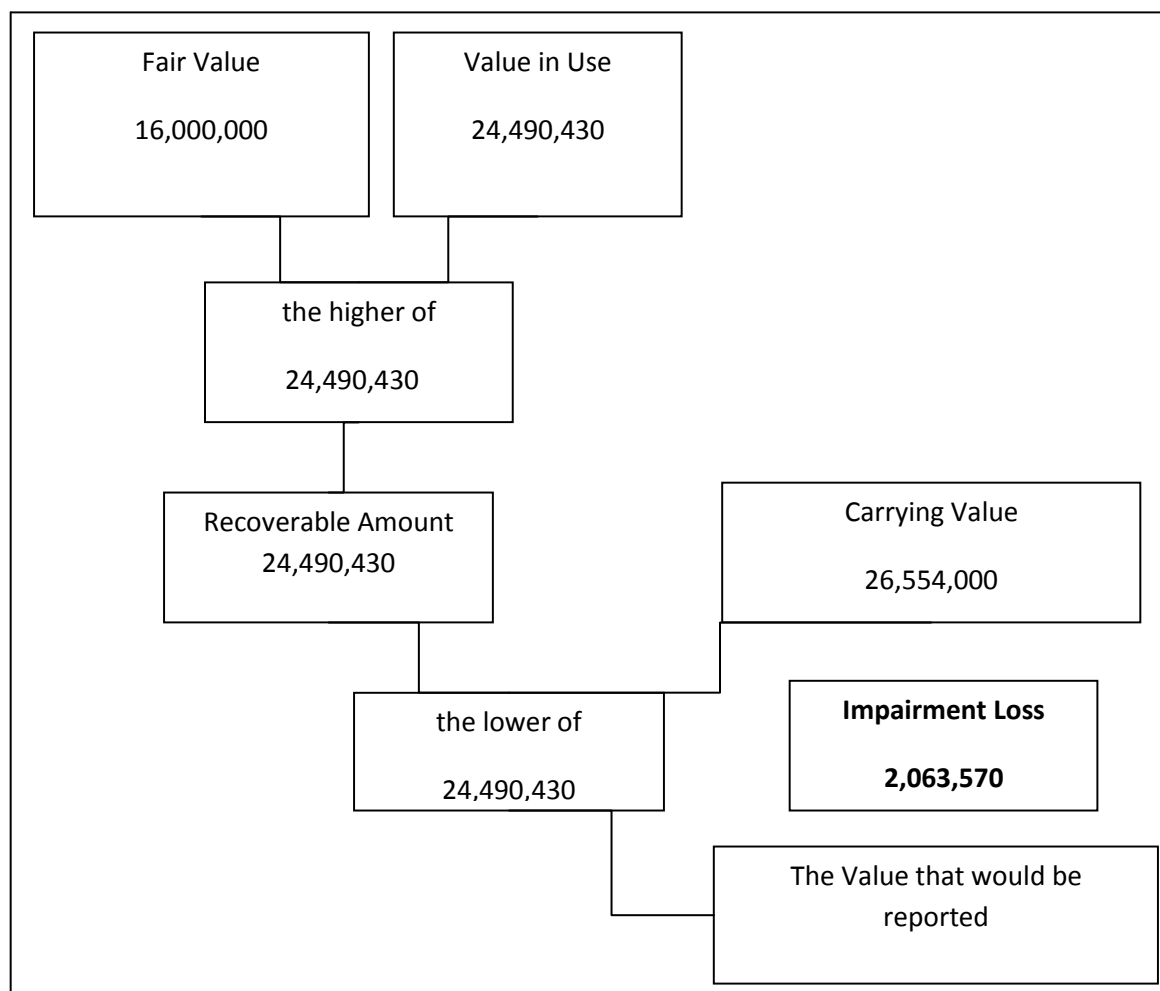 Fair Value
16,000,000
Value in Use
24,490,430
the higher of
24,490,430
Recoverable Amount
24,490,430
Carrying Value
26,554,000
the lower of
24,490,430
Impairment Loss
2,063,570
The Value that would be
reported